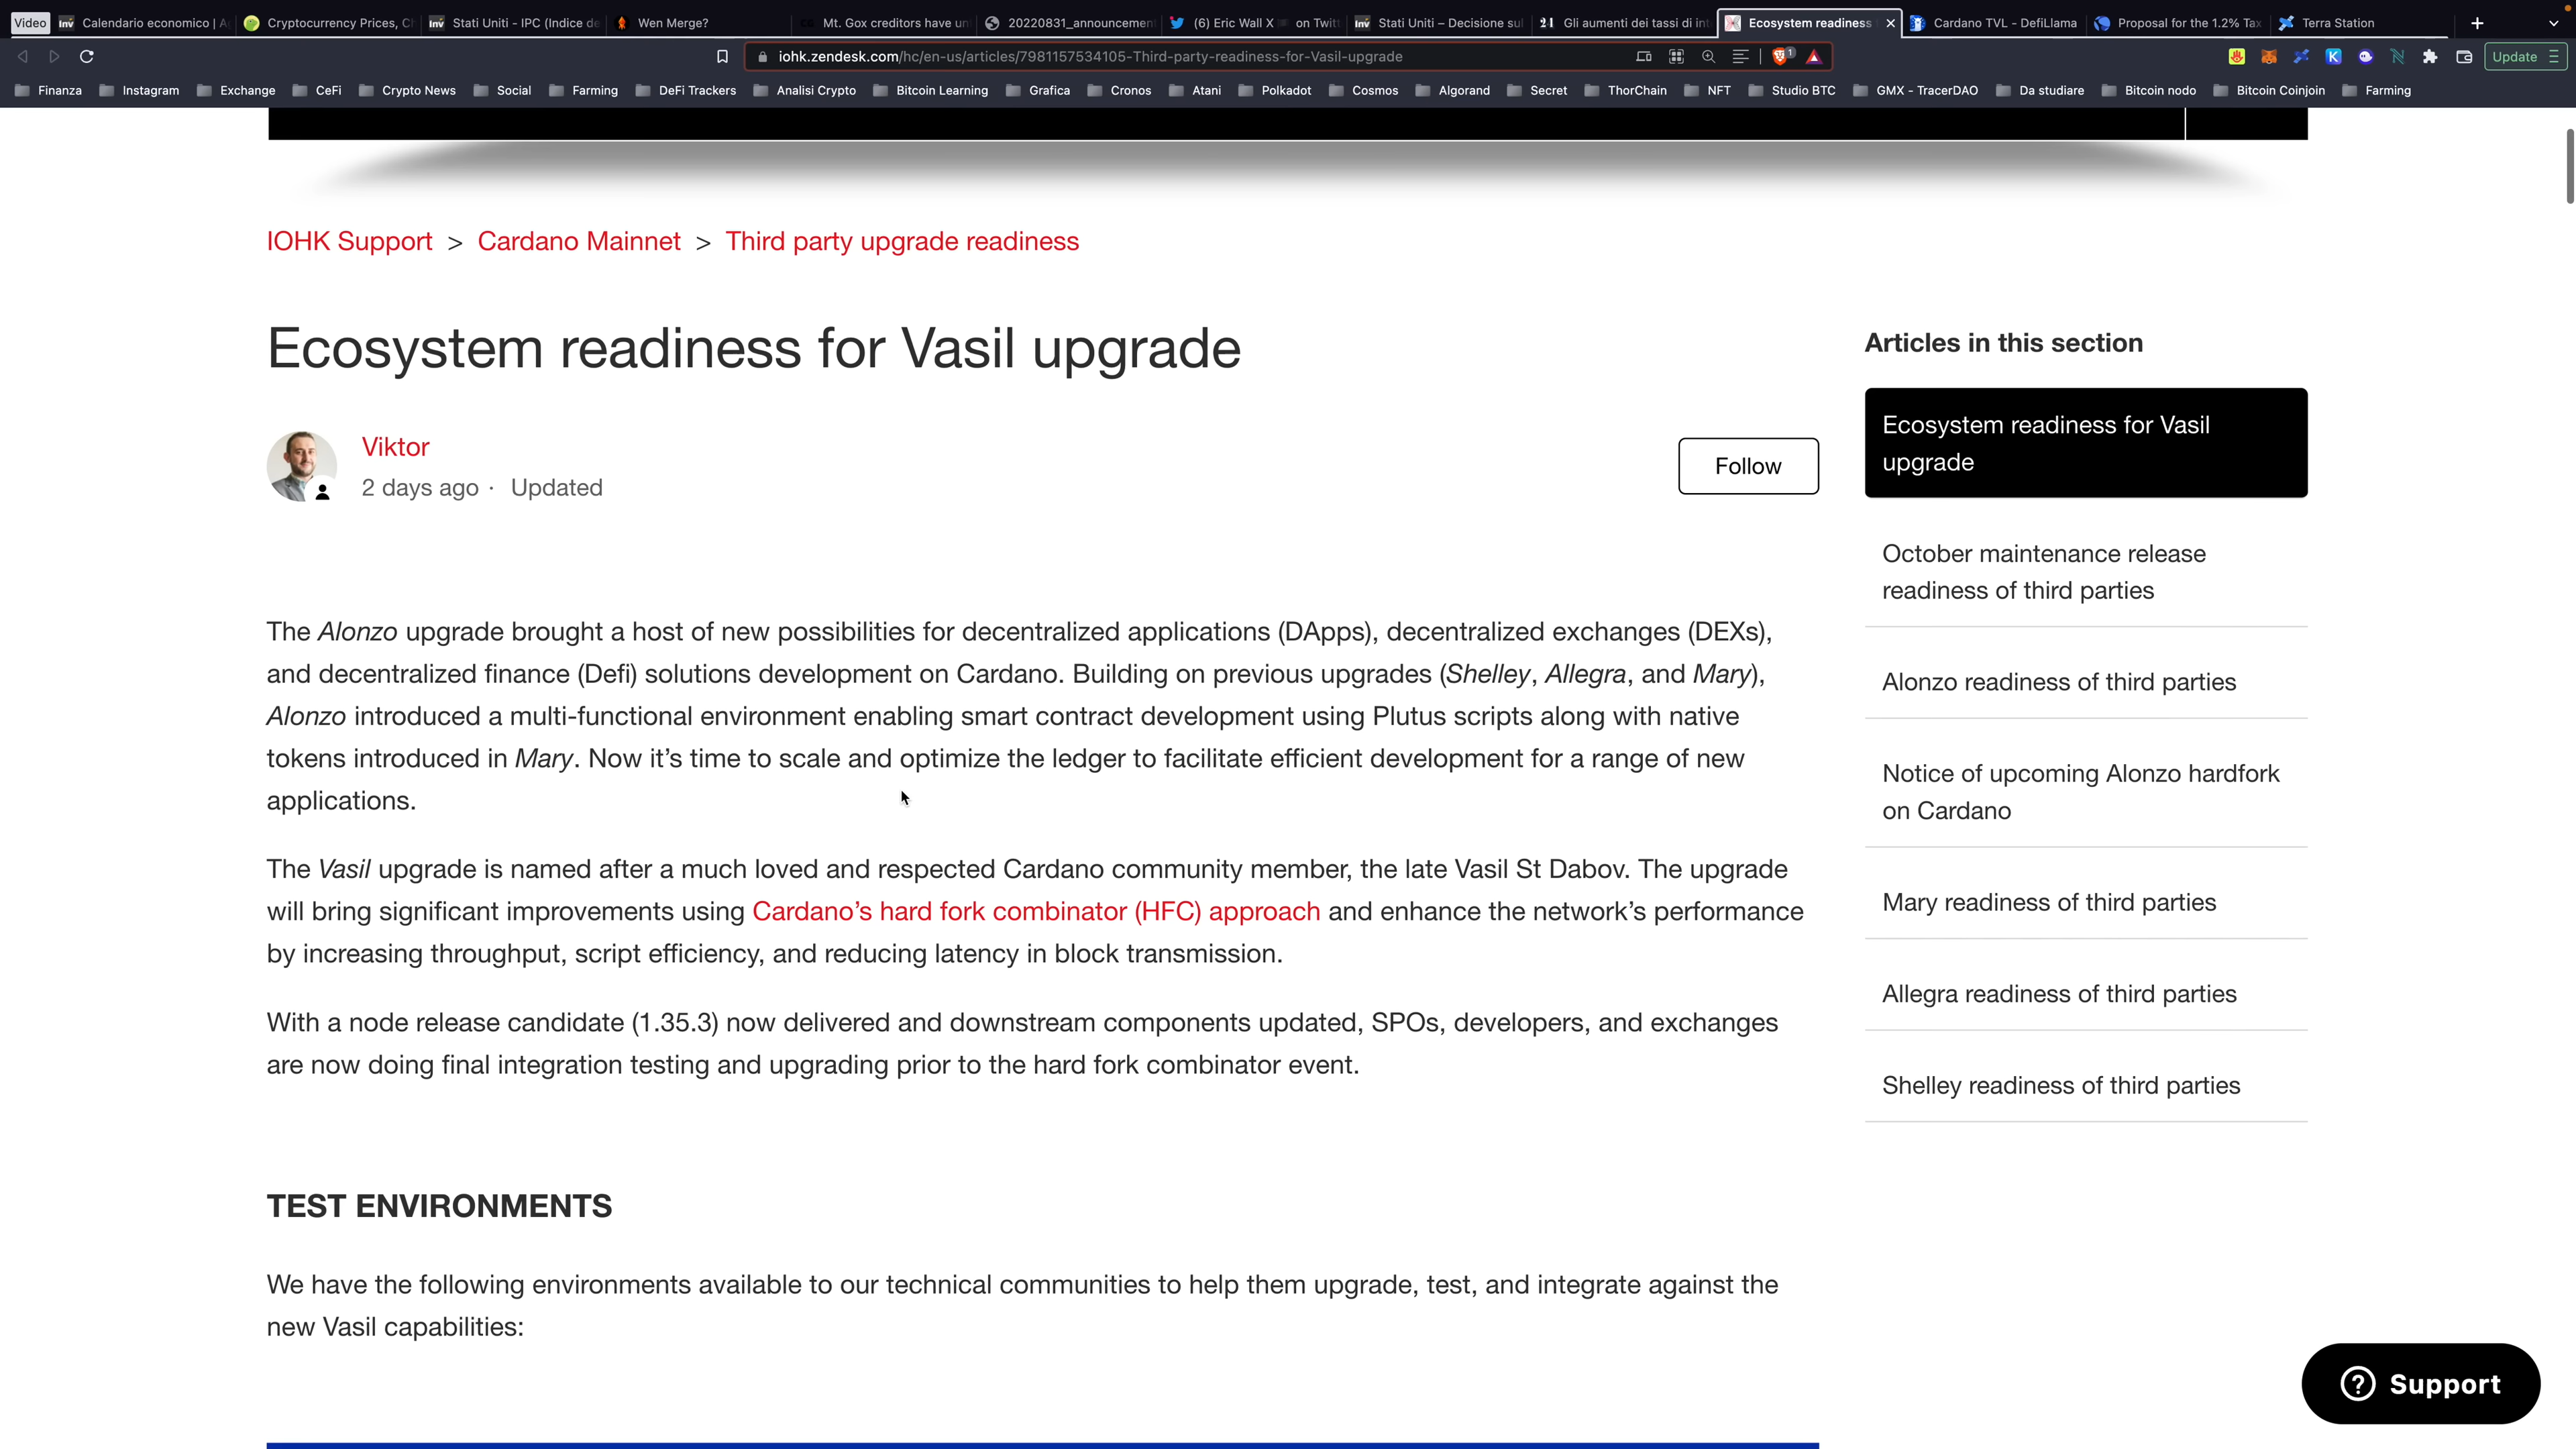 Video
Calendario economico | A
Cryptocurrency Prices, C
Stati Uniti - IPC (Indice de
Wen Merge?
Mt. Gox creditors have un
20220831_announcemen
(6) Eric Wall X on Twitt
Stati Uniti – Decisione sul
Gli aumenti dei tassi di int
Ecosystem readiness
Cardano TVL - DefiLlama
Proposal for the 1.2% Tax
Terra Station
iohk.zendesk.com/hc/en-us/articles/7981157534105-Third-party-readiness-for-Vasil-upgrade
1
Update
Finanza
Instagram
Exchange
CeFi
Crypto News
Social
Farming
DeFi Trackers
Analisi Crypto
Bitcoin Learning
Grafica
Cronos
Atani
Polkadot
Cosmos
Algorand
Secret
ThorChain
NFT
Studio BTC
GMX - TracerDAO
Da studiare
Bitcoin nodo
Bitcoin Coinjoin
Farming
IOHK Support > Cardano Mainnet > Third party upgrade readiness
Ecosystem readiness for Vasil upgrade
Viktor
2 days ago · Updated
Follow
The Alonzo upgrade brought a host of new possibilities for decentralized applications (DApps), decentralized exchanges (DEXs),
and decentralized finance (Defi) solutions development on Cardano. Building on previous upgrades (Shelley, Allegra, and Mary),
Alonzo introduced a multi-functional environment enabling smart contract development using Plutus scripts along with native
tokens introduced in Mary. Now it's time to scale and optimize the ledger to facilitate efficient development for a range of new
applications.
The Vasil upgrade is named after a much loved and respected Cardano community member, the late Vasil St Dabov. The upgrade
will bring significant improvements using Cardano's hard fork combinator (HFC) approach and enhance the network's performance
by increasing throughput, script efficiency, and reducing latency in block transmission.
With a node release candidate (1.35.3) now delivered and downstream components updated, SPOs, developers, and exchanges
are now doing final integration testing and upgrading prior to the hard fork combinator event.
TEST ENVIRONMENTS
We have the following environments available to our technical communities to help them upgrade, test, and integrate against the
new Vasil capabilities:
Articles in this section
Ecosystem readiness for Vasil
upgrade
October maintenance release
readiness of third parties
Alonzo readiness of third parties
Notice of upcoming Alonzo hardfork
on Cardano
Mary readiness of third parties
Allegra readiness of third parties
Shelley readiness of third parties
Support